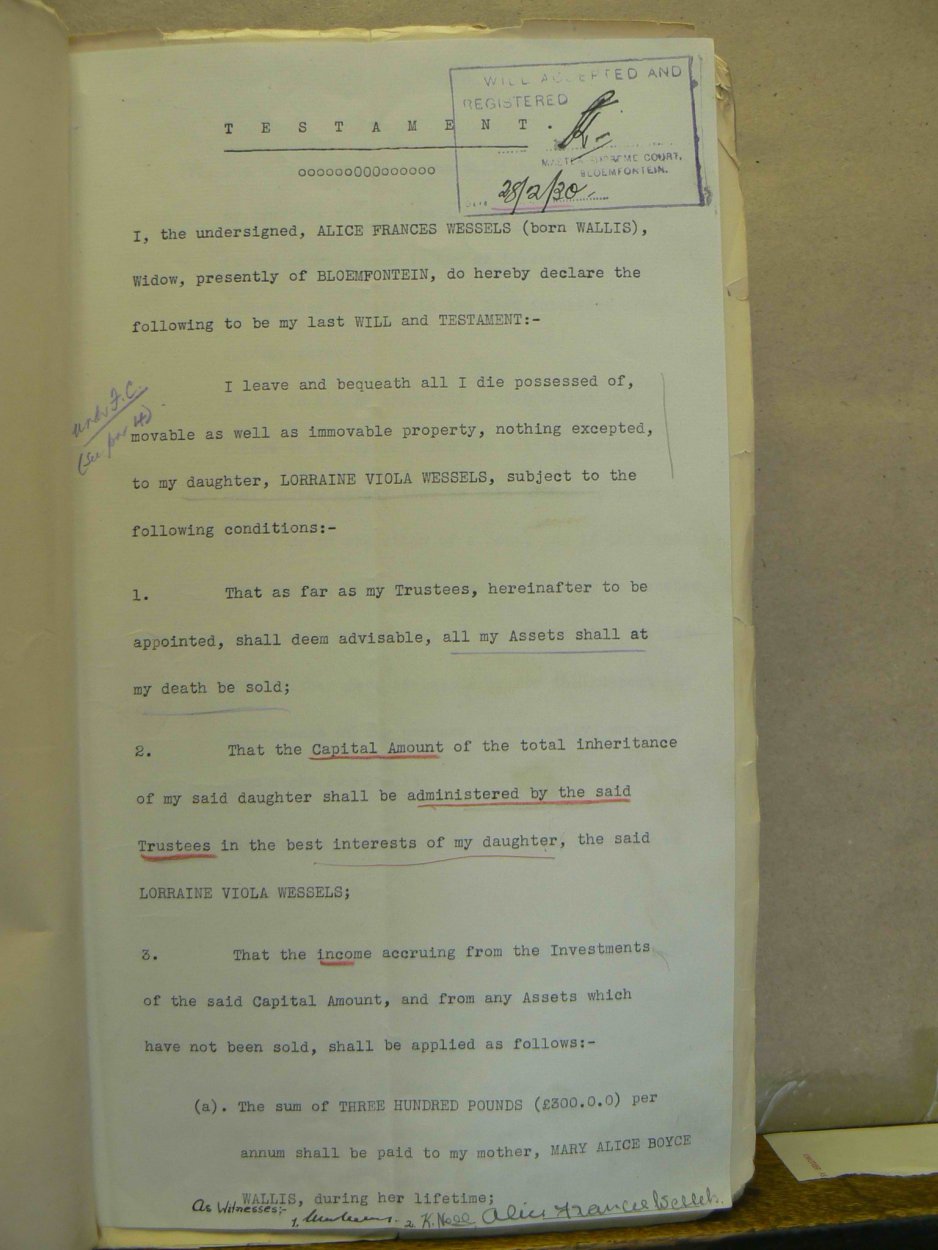 WILL ACCEPTED AND
REGISTERED
T E S T A M E N T .
MASTER SUPREME COURT,
BLOEMFONTEIN.
28/2/30.
oooooo000oooooo
I, the undersigned, ALICE FRANCES WESSELS (born WALLIS),
Widow, presently of BLOEMFONTEIN, do hereby declare the
following to be my last WILL and TESTAMENT:-
I leave and bequeath all I die possessed of,
under F.C.
(See par 4)
movable as well as immovable property, nothing excepted,
to my daughter, LORRAINE VIOLA WESSELS, subject to the
following conditions:-
1. That as far as my Trustees, hereinafter to be
appointed, shall deem advisable, all my Assets shall at
my death be sold;
2. That the Capital Amount of the total inheritance
of my said daughter shall be administered by the said
Trustees in the best interests of my daughter, the said
LORRAINE VIOLA WESSELS;
3. That the income accruing from the Investments
of the said Capital Amount, and from any Assets which
have not been sold, shall be applied as follows:-
(a). The sum of THREE HUNDRED POUNDS (£300.0.0) per
annum shall be paid to my mother, MARY ALICE BOYCE
WALLIS, during her lifetime;
As Witnesses:-
1. 2. K. Nell Alice Frances Wessels.